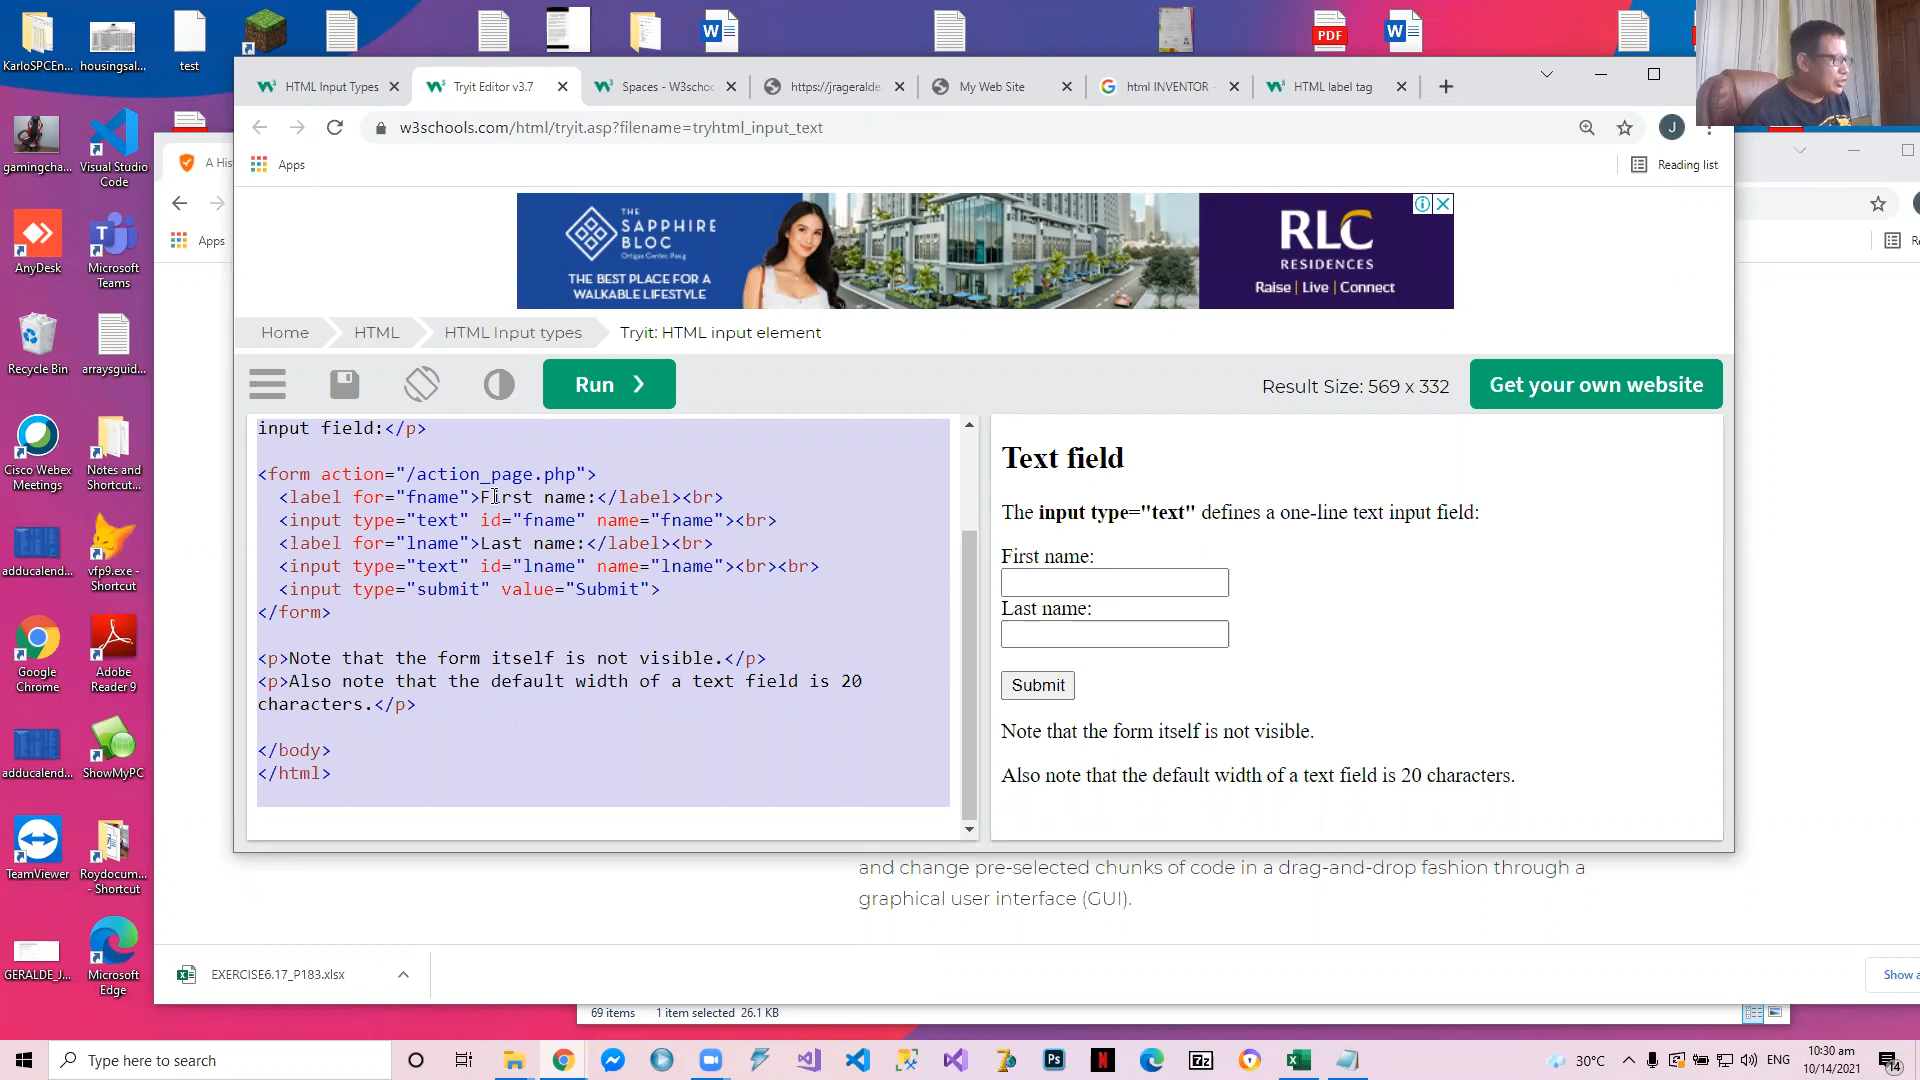 KarloSPCEn...
housingsal...
test
HTML Input Types
Tryit Editor v3.7
Spaces - W3schoo
https://jrageralde.
My Web Site
html INVENTOR -
HTML label tag
w3schools.com/html/tryit.asp?filename=tryhtml_input_text
J
Apps
Reading list
A His
Apps
THE
SAPPHIRE
BLOC
Ortigas Center, Pasig
THE BEST PLACE FOR A
WALKABLE LIFESTYLE
RLC
RESIDENCES
Raise | Live | Connect
Home
HTML
HTML Input types
Tryit: HTML input element
Run
Result Size: 569 x 332
Get your own website
input field:</p>
<form action="/action_page.php">
<label for="fname">First name:</label><br>
<input type="text" id="fname" name="fname"><br>
<label for="lname">Last name:</label><br>
<input type="text" id="lname" name="lname"><br><br>
<input type="submit" value="Submit">
</form>
<p>Note that the form itself is not visible.</p>
<p>Also note that the default width of a text field is 20
characters.</p>
</body>
</html>
Text field
The input type="text" defines a one-line text input field:
First name:
Last name:
Submit
Note that the form itself is not visible.
Also note that the default width of a text field is 20 characters.
and change pre-selected chunks of code in a drag-and-drop fashion through a
graphical user interface (GUI).
EXERCISE6.17_P183.xlsx
Show a
69 items
1 item selected 26.1 KB
gamingcha...
Visual Studio
Code
AnyDesk
Microsoft
Teams
Recycle Bin
arraysguid...
Cisco Webex
Meetings
Notes and
Shortcut...
adducalend...
vfp9.exe -
Shortcut
Google
Chrome
Adobe
Reader 9
adducalend...
ShowMyPC
TeamViewer
Roydocum...
- Shortcut
GERALDE_J...
Microsoft
Edge
PDF
Type here to search
30°C
ENG
10:30 am
10/14/2021
14